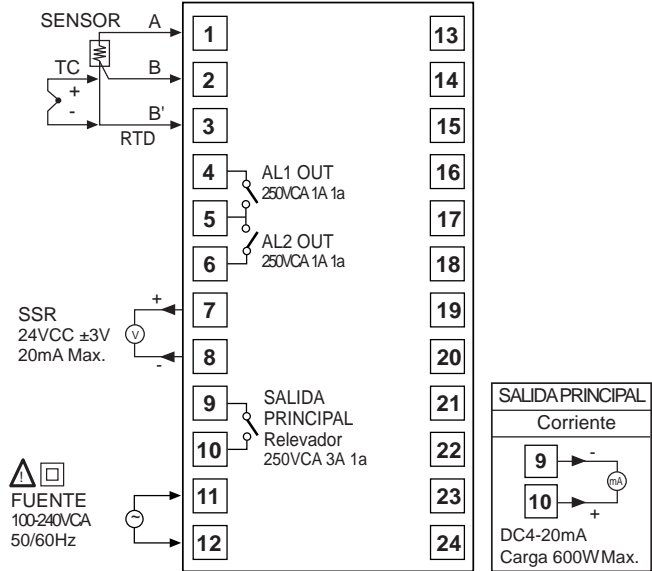 SENSOR
A
TC
B
+
-
B'
RTD
1
2
3
4
5
6
7
8
9
10
11
12
AL1 OUT
250VCA 1A 1a
AL2 OUT
250VCA 1A 1a
SSR
24VCC ±3V
20mA Max.
+
V
-
SALIDA
PRINCIPAL
Relevador
250VCA 3A 1a
!
FUENTE
100-240VCA
50/60Hz
~
13
14
15
16
17
18
19
20
21
22
23
24
SALIDA PRINCIPAL
Corriente
9
-
mA
10
+
DC4-20mA
Carga 600W Max.